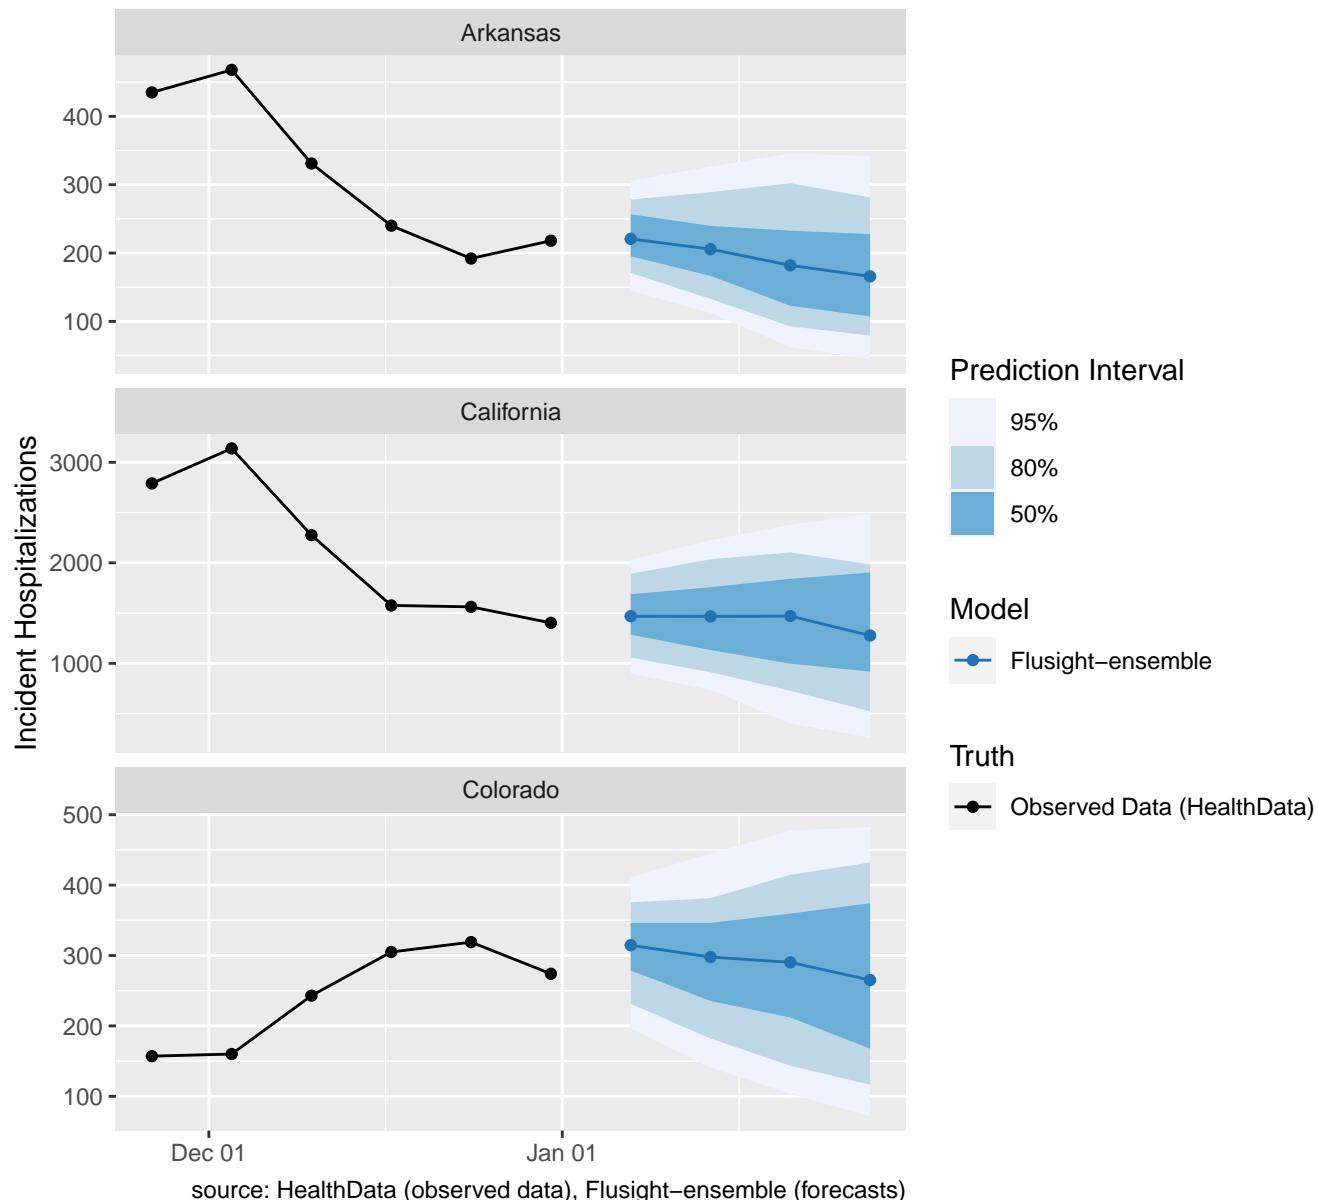 Arkansas
400
300
200
100
California
3000
2000
1000
Colorado
500
400
300
200
100
Dec 01
Jan 01
Incident Hospitalizations
source: HealthData (observed data), Flusight−ensemble (forecasts)
Prediction Interval
95%
80%
50%
Model
Flusight−ensemble
Truth
Observed Data (HealthData)